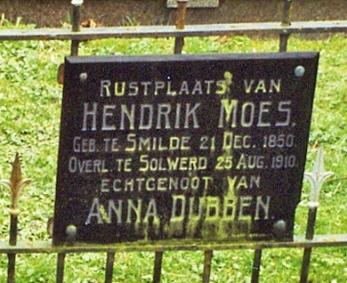 RUSTPLAATS VAN
HENDRIK MOES.
GEB. TE SMILDE 21 DEC. 1850
OVERL. TE SOLWERD 25 AUG. 1910.
ECHTGENOOT VAN
ANNA DUBBEN.